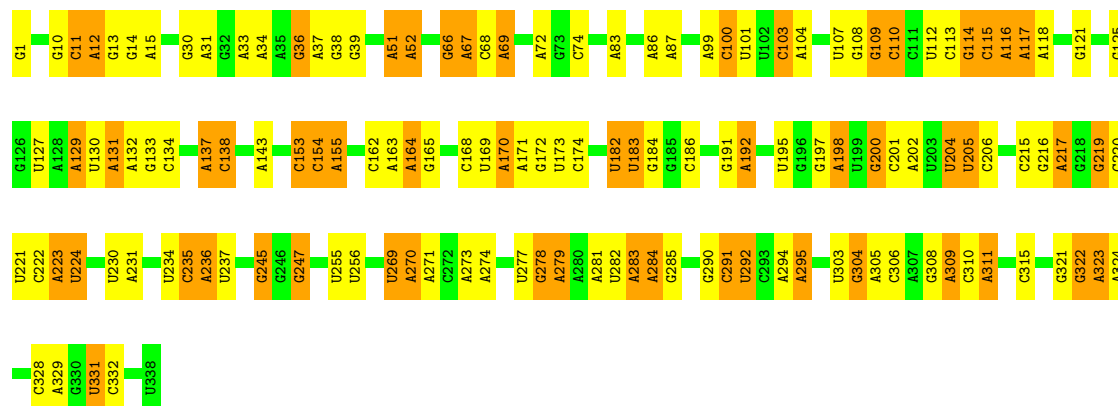 G1 G10 C11 A12 G13 G14 A15 G30 A31 G32 A33 A34 A35 G36 A37 G38 G39 A51 A52 G66 A67 C68 A69 A72 G73 C74 A83 A86 A87 A99 C100 U101 U102 C103 A104 U107 G108 G109 C110 C111 U112 C113 G114 C115 A116 A117 A118 G121
G126 U127 A128 A129 U130 A131 A132 G133 C134 A137 C138 A143 C153 C154 A155 C162 A163 A164 G165 C168 U169 A170 A171 G172 U173 C174 U182 U183 G184 G185 C186 G191 A192 U195 G196 G197 A198 U199 G200 C201 A202 U203 U204 U205 C206 C215 G216 A217 G218 G219
U221 C222 A223 U224 U230 A231 U234 C235 A236 U237 G245 G246 G247 U255 U256 U269 A270 A271 C272 A273 A274 U277 G278 A279 A280 A281 U282 A283 A284 G285 G290 C291 U292 C293 A294 A295 U303 G304 A305 C306 A307 G308 A309 C310 A311 C315 G321 G322 A323
C328 A329 G330 U331 C332 U338